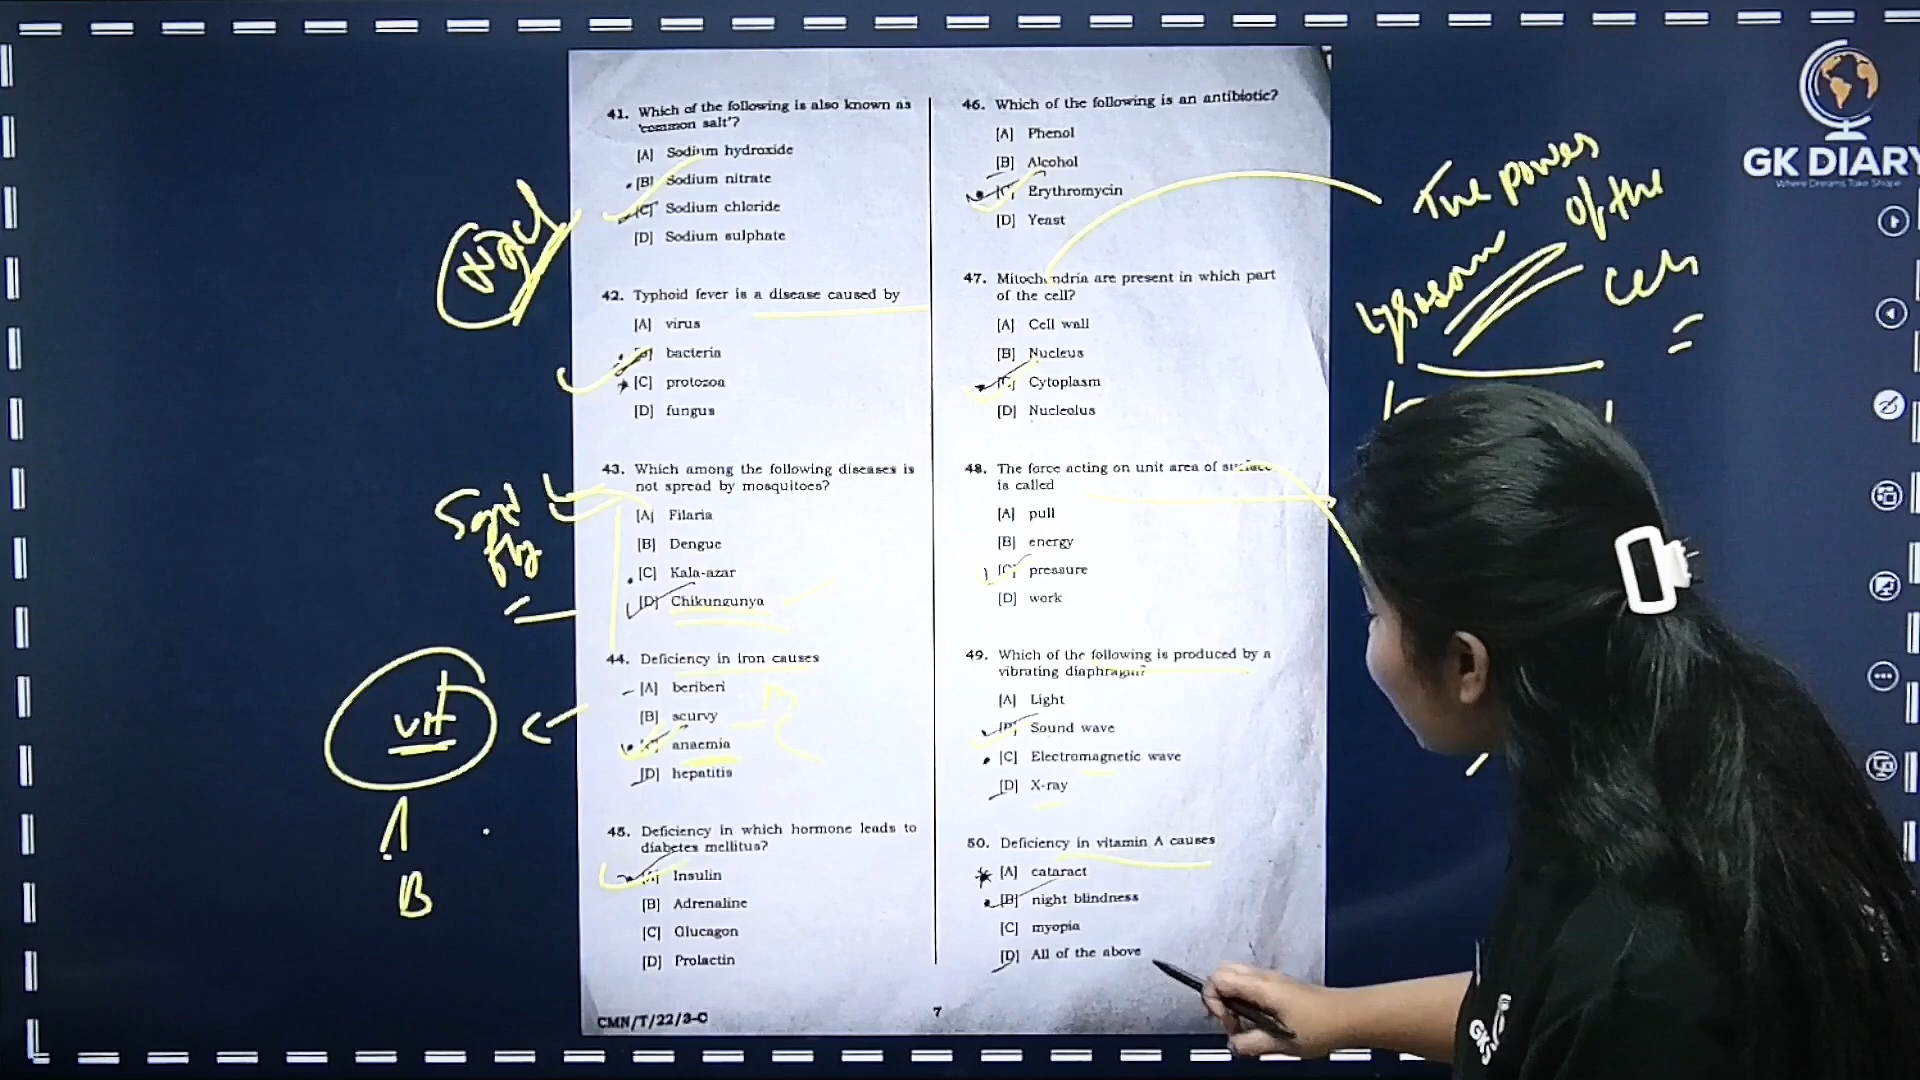 GK DIARY
Where Dreams Take Shape
41. Which of the following is also known as
'common salt'?
[A] Sodium hydroxide
[B] Sodium nitrate
[C] Sodium chloride
[D] Sodium sulphate
42. Typhoid fever is a disease caused by
[A] virus
[B] bacteria
[C] protozoa
[D] fungus
43. Which among the following diseases is
not spread by mosquitoes?
[A] Filaria
[B] Dengue
[C] Kala-azar
[D] Chikungunya
44. Deficiency in iron causes
[A] beriberi
[B] scurvy
[C] anaemia
[D] hepatitis
45. Deficiency in which hormone leads to
diabetes mellitus?
[A] Insulin
[B] Adrenaline
[C] Glucagon
[D] Prolactin
46. Which of the following is an antibiotic?
[A] Phenol
[B] Alcohol
[C] Erythromycin
[D] Yeast
47. Mitochondria are present in which part
of the cell?
[A] Cell wall
[B] Nucleus
[C] Cytoplasm
[D] Nucleolus
48. The force acting on unit area of surface
is called
[A] pull
[B] energy
[C] pressure
[D] work
49. Which of the following is produced by a
vibrating diaphragm?
[A] Light
[B] Sound wave
[C] Electromagnetic wave
[D] X-ray
50. Deficiency in vitamin A causes
[A] cataract
[B] night blindness
[C] myopia
[D] All of the above
CMN/T/22/3-C
7
NaCl
Sand
fly
vit
B
The power
of the
Cell